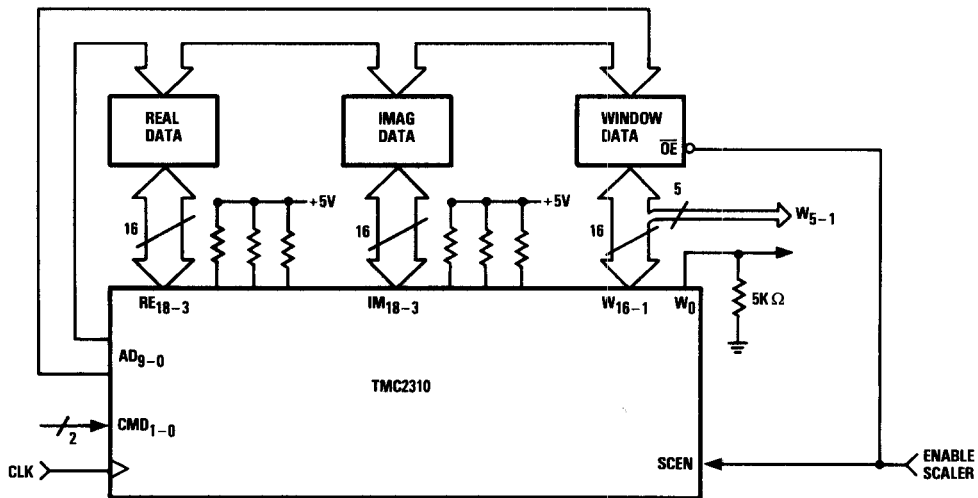 REAL
DATA
IMAG
DATA
WINDOW
DATA
OE
16
+5V
16
+5V
16
5
W5–1
5K Ω
RE18–3
IM18–3
W16–1
W0
AD9–0
TMC2310
2
CMD1–0
CLK
SCEN
ENABLE
SCALER